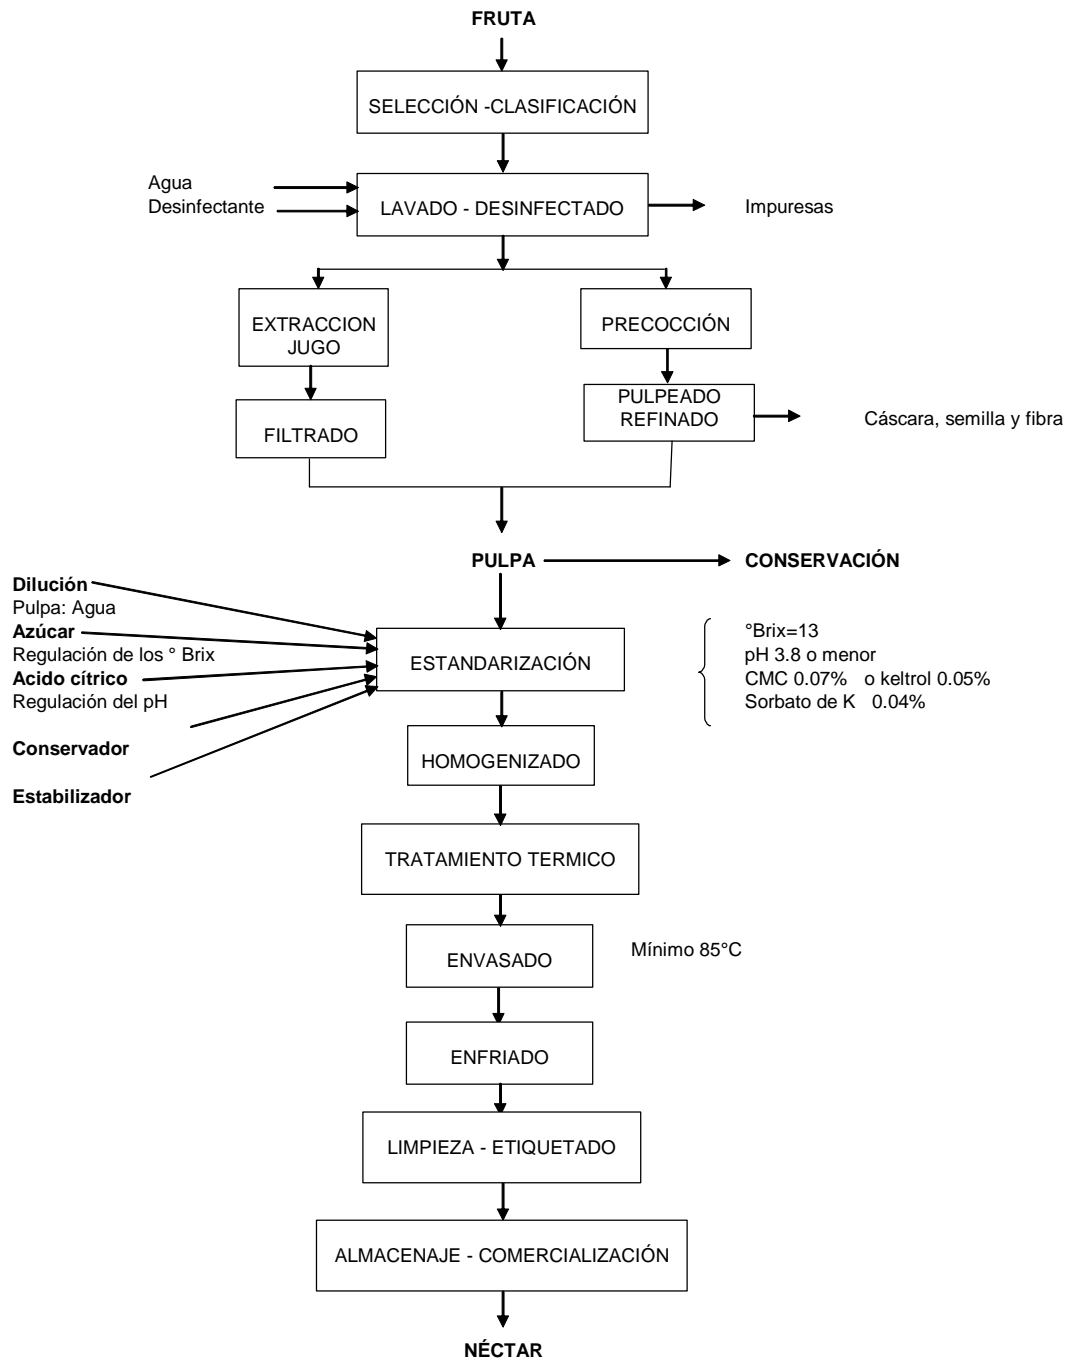 FRUTA
SELECCIÓN -CLASIFICACIÓN
Agua
Desinfectante
LAVADO - DESINFECTADO
Impuresas
EXTRACCION
JUGO
PRECOCCIÓN
FILTRADO
PULPEADO
REFINADO
Cáscara, semilla y fibra
PULPA
CONSERVACIÓN
Dilución
Pulpa: Agua
Azúcar
Regulación de los ° Brix
Acido cítrico
Regulación del pH
Conservador
Estabilizador
ESTANDARIZACIÓN
°Brix=13
pH 3.8 o menor
CMC 0.07% o keltrol 0.05%
Sorbato de K 0.04%
HOMOGENIZADO
TRATAMIENTO TERMICO
ENVASADO
Mínimo 85°C
ENFRIADO
LIMPIEZA - ETIQUETADO
ALMACENAJE - COMERCIALIZACIÓN
NÉCTAR